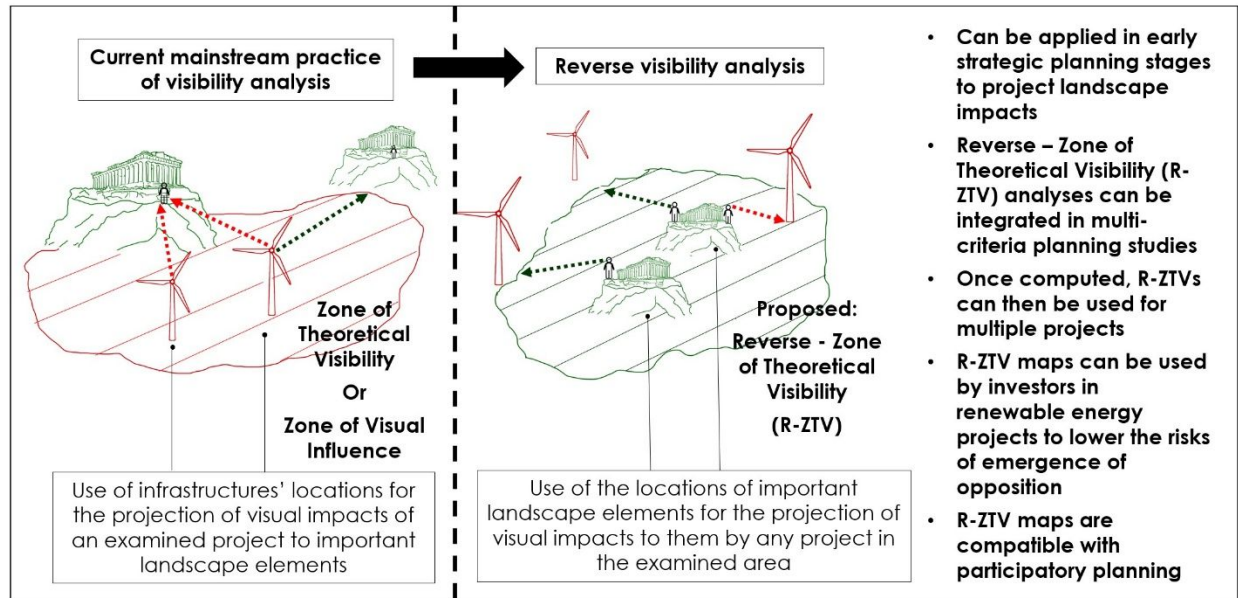 Current mainstream practice
of visibility analysis
Zone of
Theoretical
Visibility
Or
Zone of Visual
Influence
Use of infrastructures’ locations for
the projection of visual impacts of
an examined project to important
landscape elements
Reverse visibility analysis
Proposed:
Reverse - Zone
of Theoretical
Visibility
(R-ZTV)
Use of the locations of important
landscape elements for the projection of
visual impacts to them by any project in
the examined area
• Can be applied in early
strategic planning stages
to project landscape
impacts
• Reverse – Zone of
Theoretical Visibility (R-
ZTV) analyses can be
integrated in multi-
criteria planning studies
• Once computed, R-ZTVs
can then be used for
multiple projects
• R-ZTV maps can be used
by investors in
renewable energy
projects to lower the risks
of emergence of
opposition
• R-ZTV maps are
compatible with
participatory planning